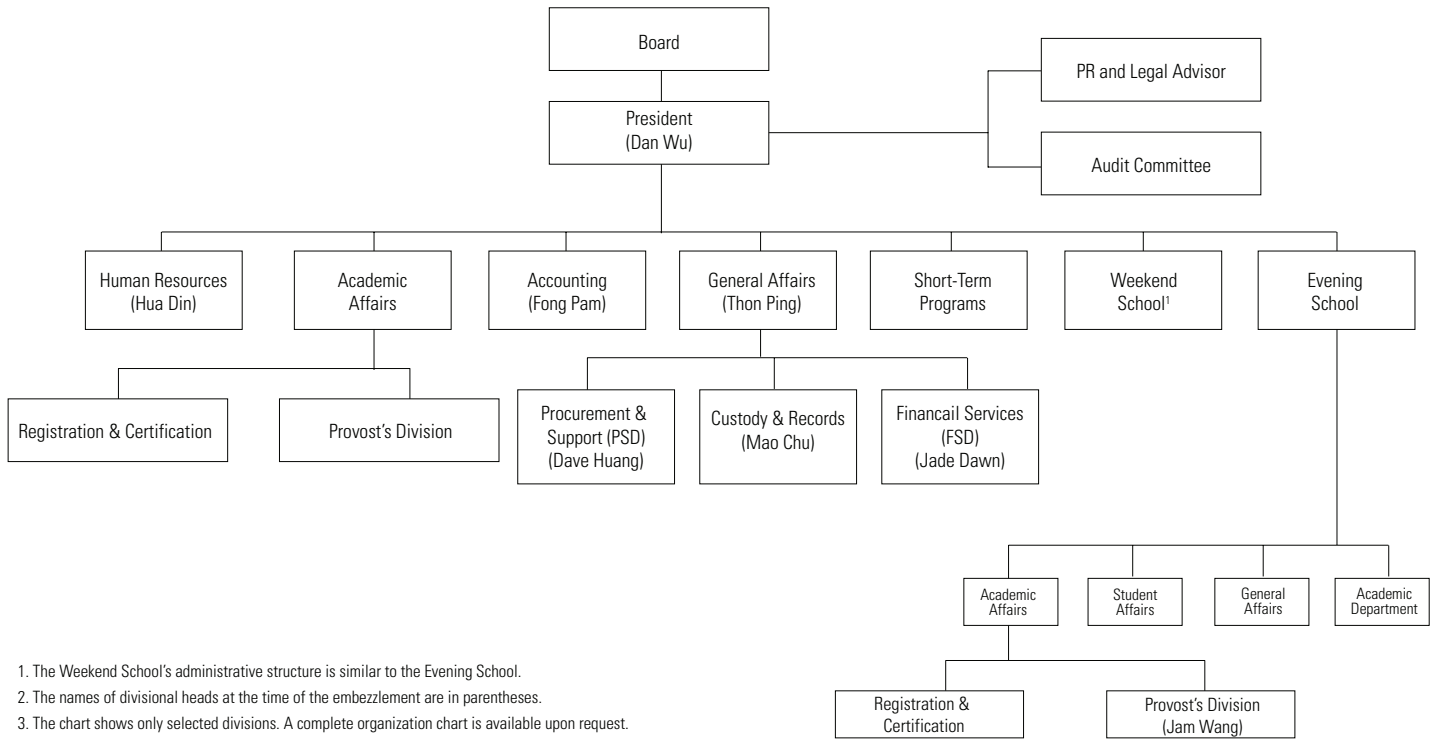 Board
PR and Legal Advisor
President
(Dan Wu)
Audit Committee
Human Resources
(Hua Din)
Academic
Affairs
Accounting
(Fong Pam)
General Affairs
(Thon Ping)
Short-Term
Programs
Weekend
School¹
Evening
School
Registration & Certification
Provost's Division
Procurement &
Support (PSD)
(Dave Huang)
Custody & Records
(Mao Chu)
Financail Services
(FSD)
(Jade Dawn)
Academic
Affairs
Student
Affairs
General
Affairs
Academic
Department
Registration &
Certification
Provost's Division
(Jam Wang)
1. The Weekend School's administrative structure is similar to the Evening School.
2. The names of divisional heads at the time of the embezzlement are in parentheses.
3. The chart shows only selected divisions. A complete organization chart is available upon request.